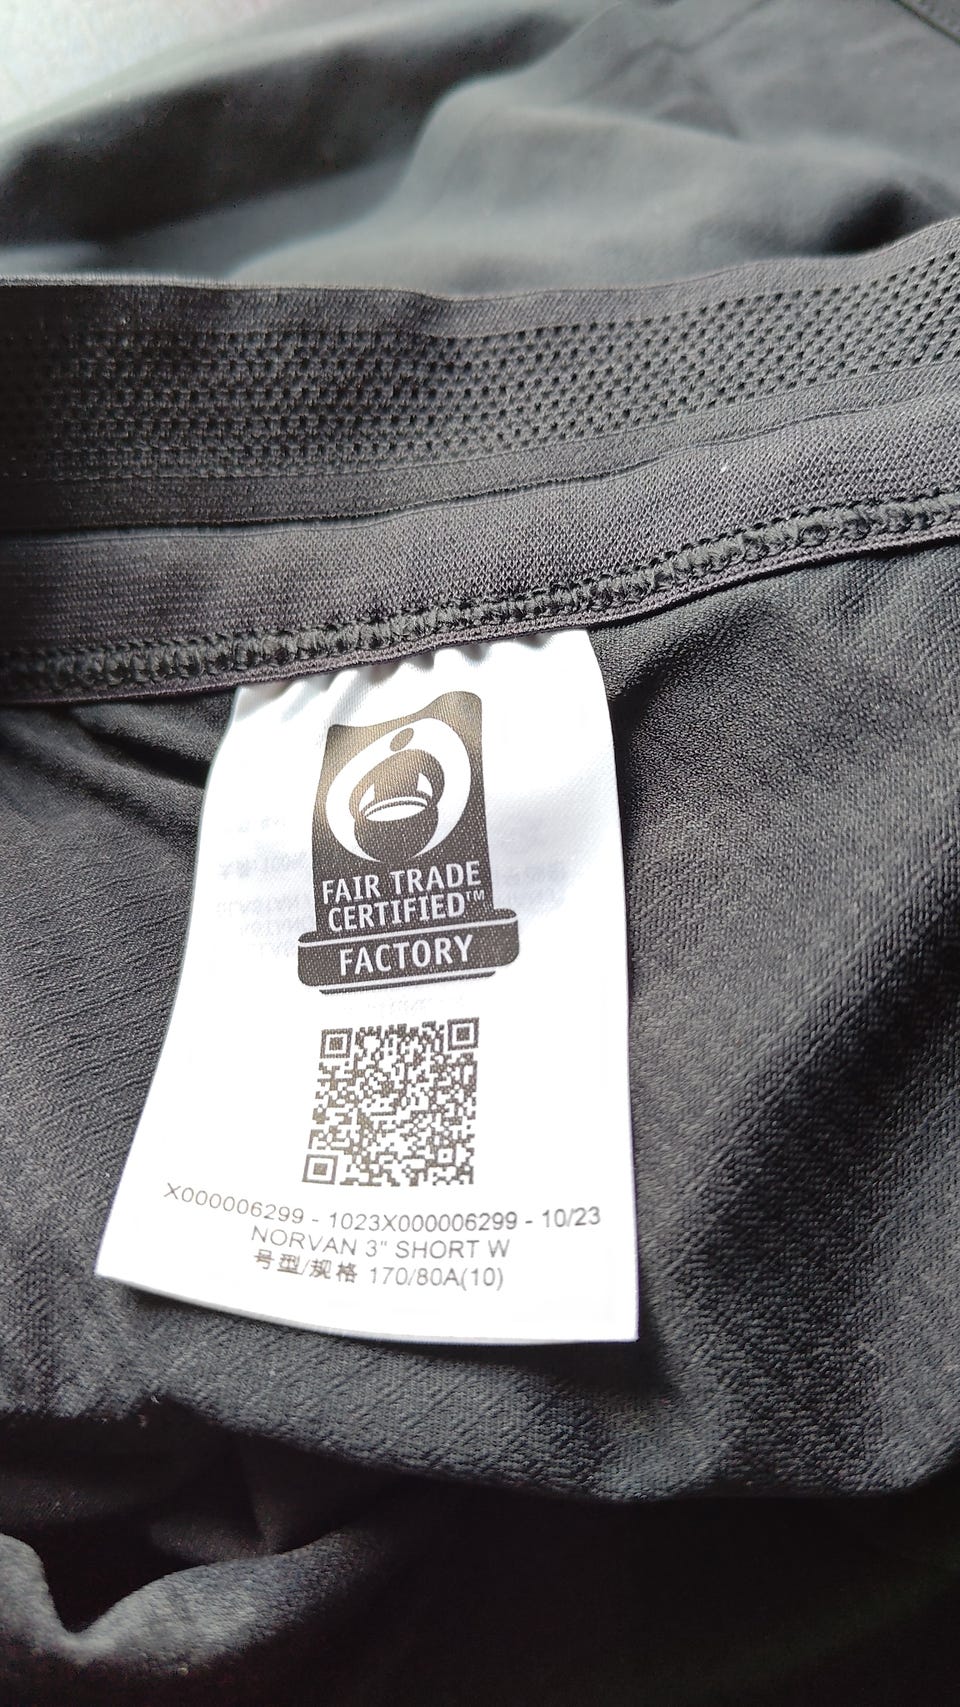 FAIR TRADE
CERTIFIED™
FACTORY
X000006299 - 1023X000006299 - 10/23
NORVAN 3" SHORT W
号型/规格 170/80A(10)